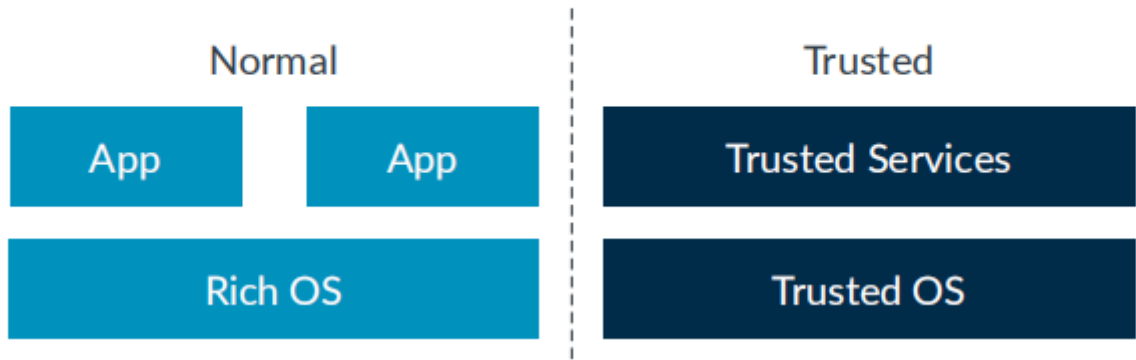 Normal
Trusted
App
App
Trusted Services
Rich OS
Trusted OS